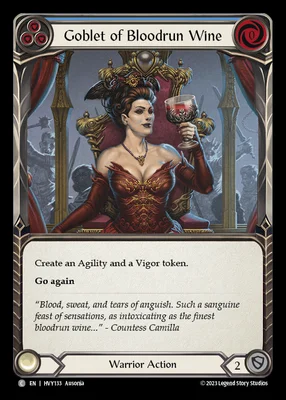 Goblet of Bloodrun Wine
Create an Agility and a Vigor token.
Go again
"Blood, sweat, and tears of anguish. Such a sanguine
feast of sensations, as intoxicating as the finest
bloodrun wine..." - Countess Camilla
Warrior Action
2
C EN | HVY133 Ausonia
©2023 Legend Story Studios